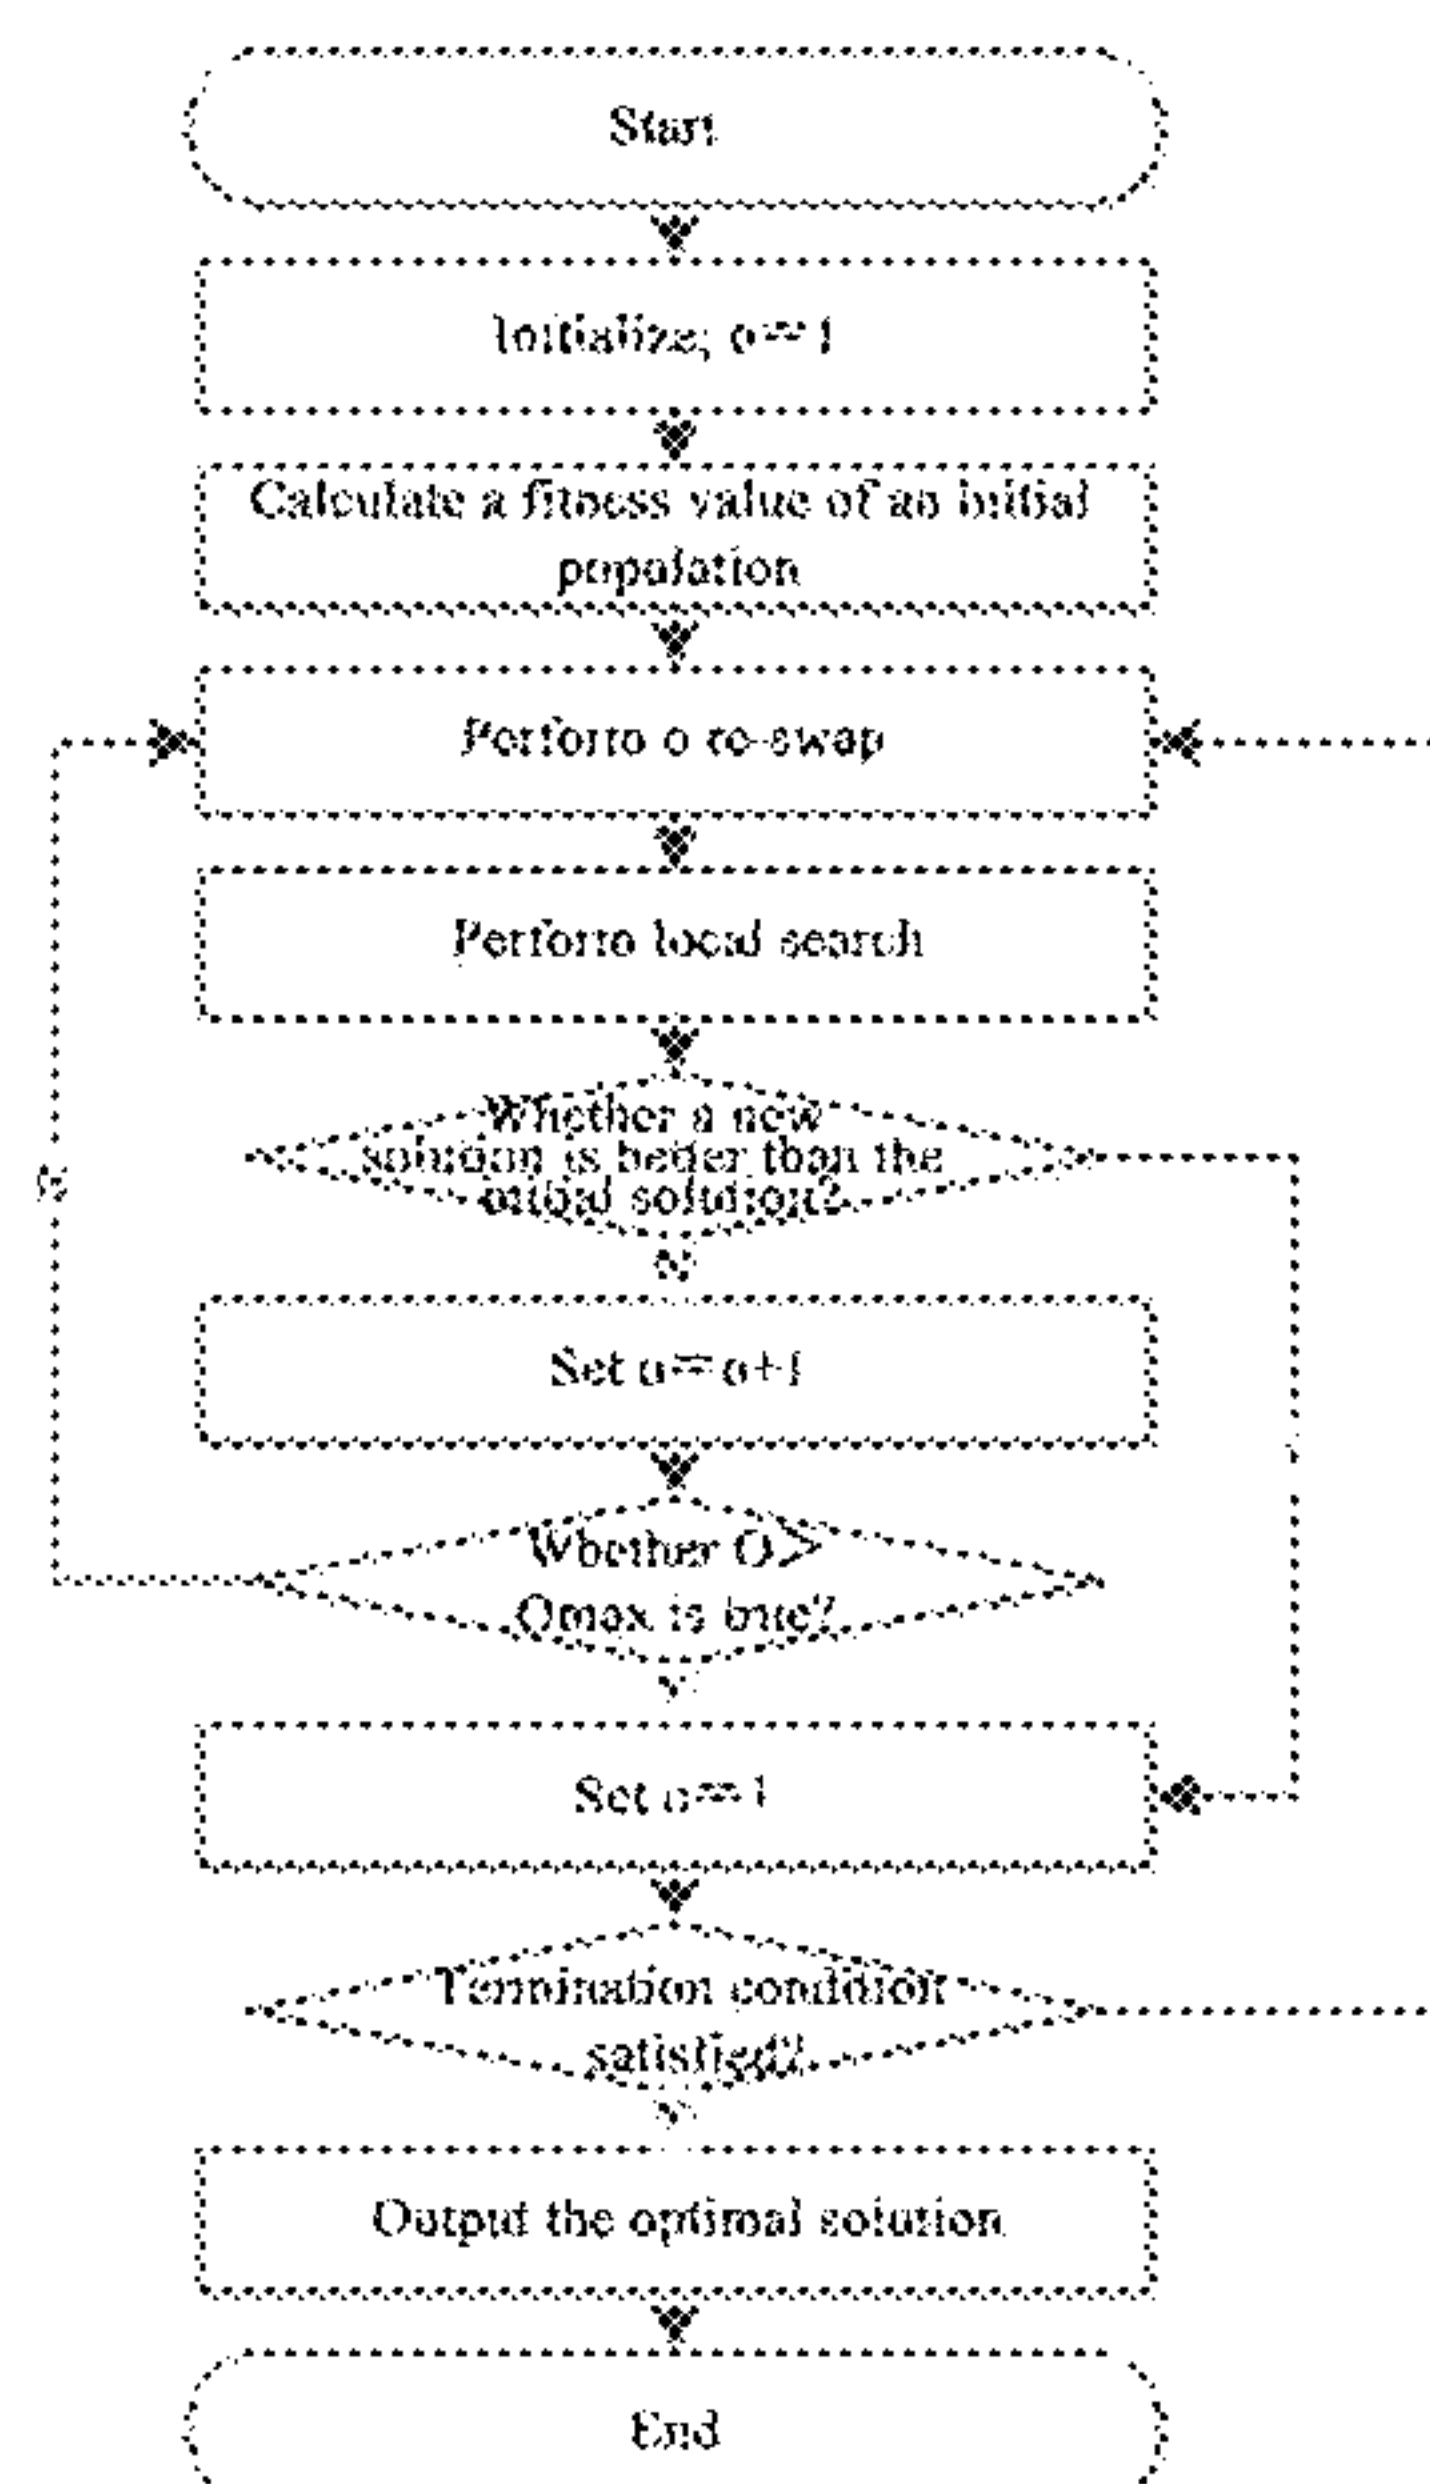 Start
Initialize; o=1
Calculate a fitness value of an initial
population
Perform o re-swap
Perform local search
Whether a new
solution is better than the
initial solution?
N
N
Set o=o+1
Whether O>
Omax is true?
Y
Set o=1
Termination condition
satisfied?
Y
Output the optimal solution
End